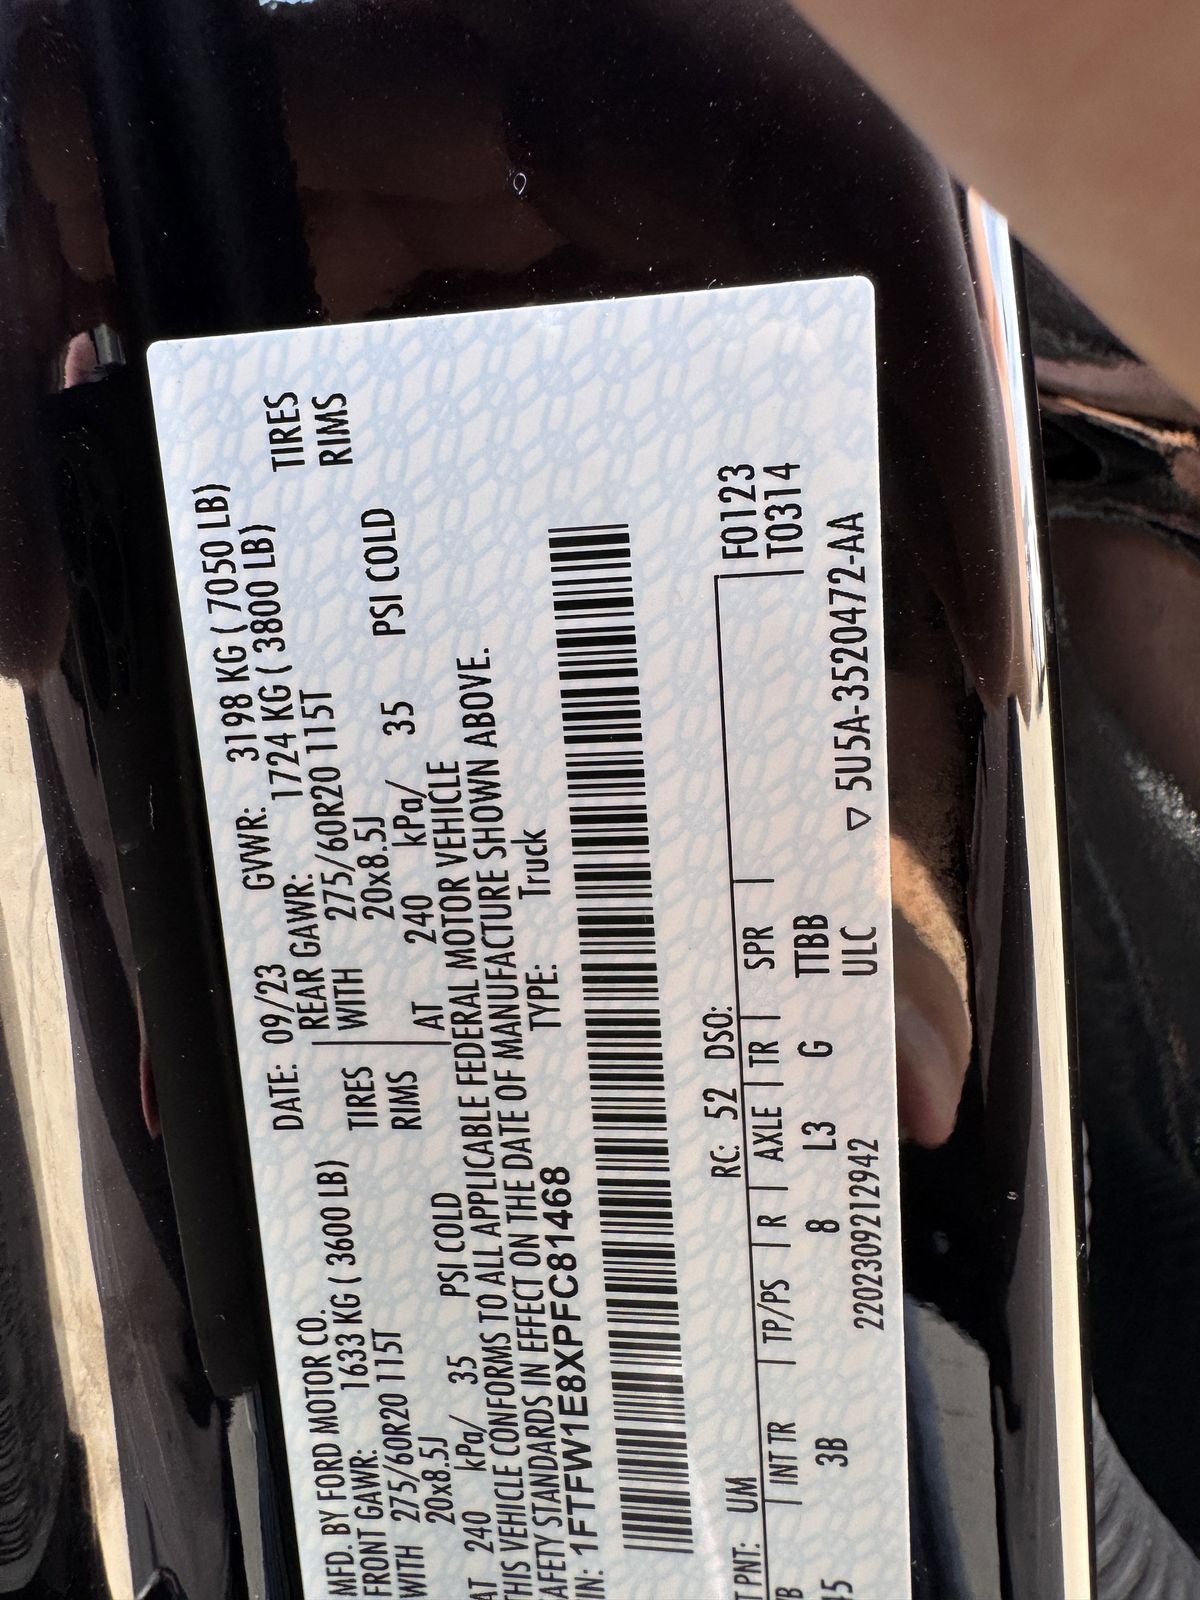 MFD. BY FORD MOTOR CO.
DATE: 09/23 GVWR: 3198 KG ( 7050 LB)
FRONT GAWR: 1633 KG ( 3600 LB)
REAR GAWR: 1724 KG ( 3800 LB)
WITH 275/60R20 115T TIRES
20x8.5J RIMS
AT 240 kPa/ 35 PSI COLD
WITH 275/60R20 115T TIRES
20x8.5J RIMS
AT 240 kPa/ 35 PSI COLD
THIS VEHICLE CONFORMS TO ALL APPLICABLE FEDERAL MOTOR VEHICLE
AFETY STANDARDS IN EFFECT ON THE DATE OF MANUFACTURE SHOWN ABOVE.
IN: 1FTFW1E8XPFC81468 TYPE: Truck
T PNT: UM RC: 52 DSO: F0123
B INT TR TP/PS R AXLE TR SPR T0314
45 3B 8 L3 G TTBB
2202309212942 ULC ▽ 5U5A-3520472-AA